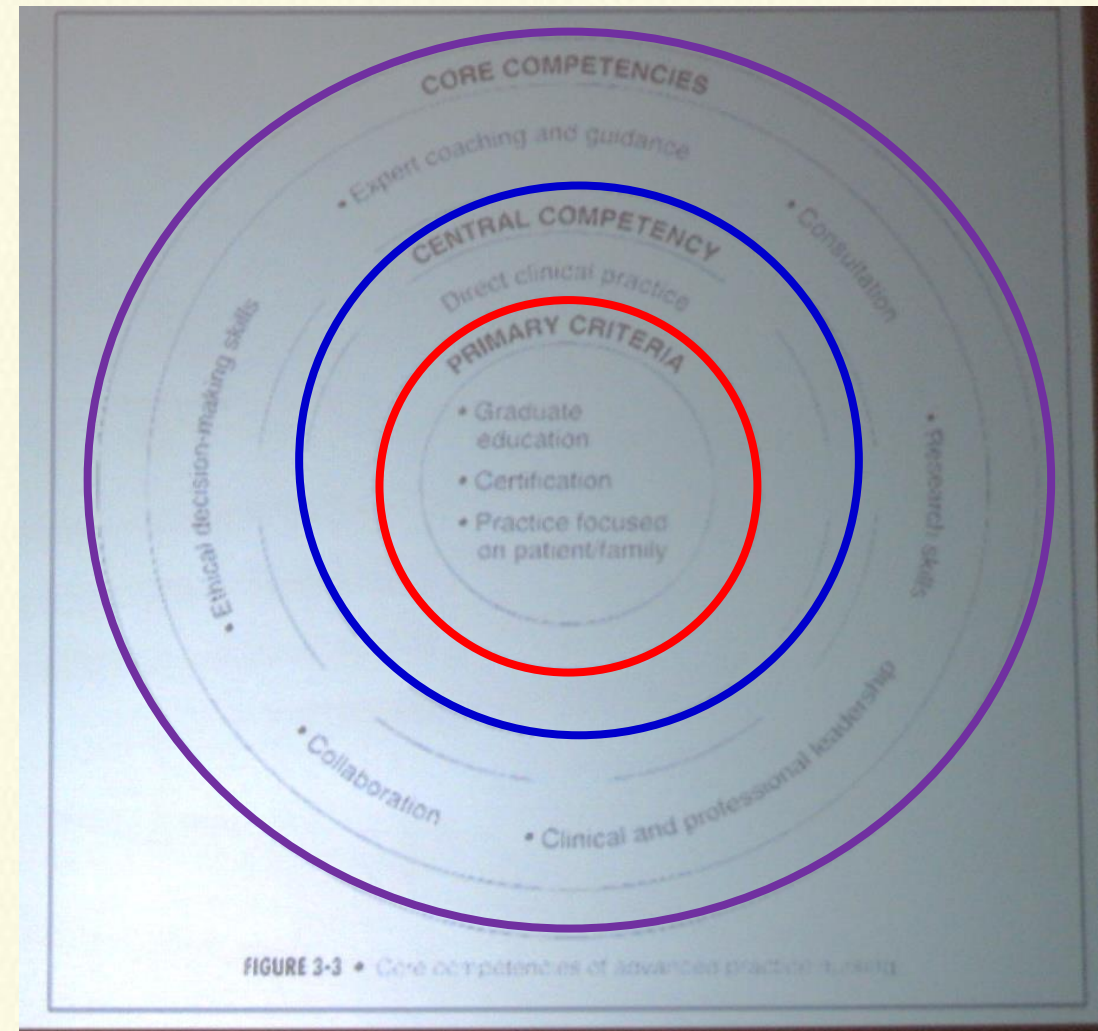 CORE COMPETENCIES
• Expert coaching and guidance
• Consultation
• Research skills
• Clinical and professional leadership
• Collaboration
• Ethical decision-making skills
CENTRAL COMPETENCY
Direct clinical practice
PRIMARY CRITERIA
• Graduate
education
• Certification
• Practice focused
on patient/family
FIGURE 3-3 • Core competencies of advanced practice nursing